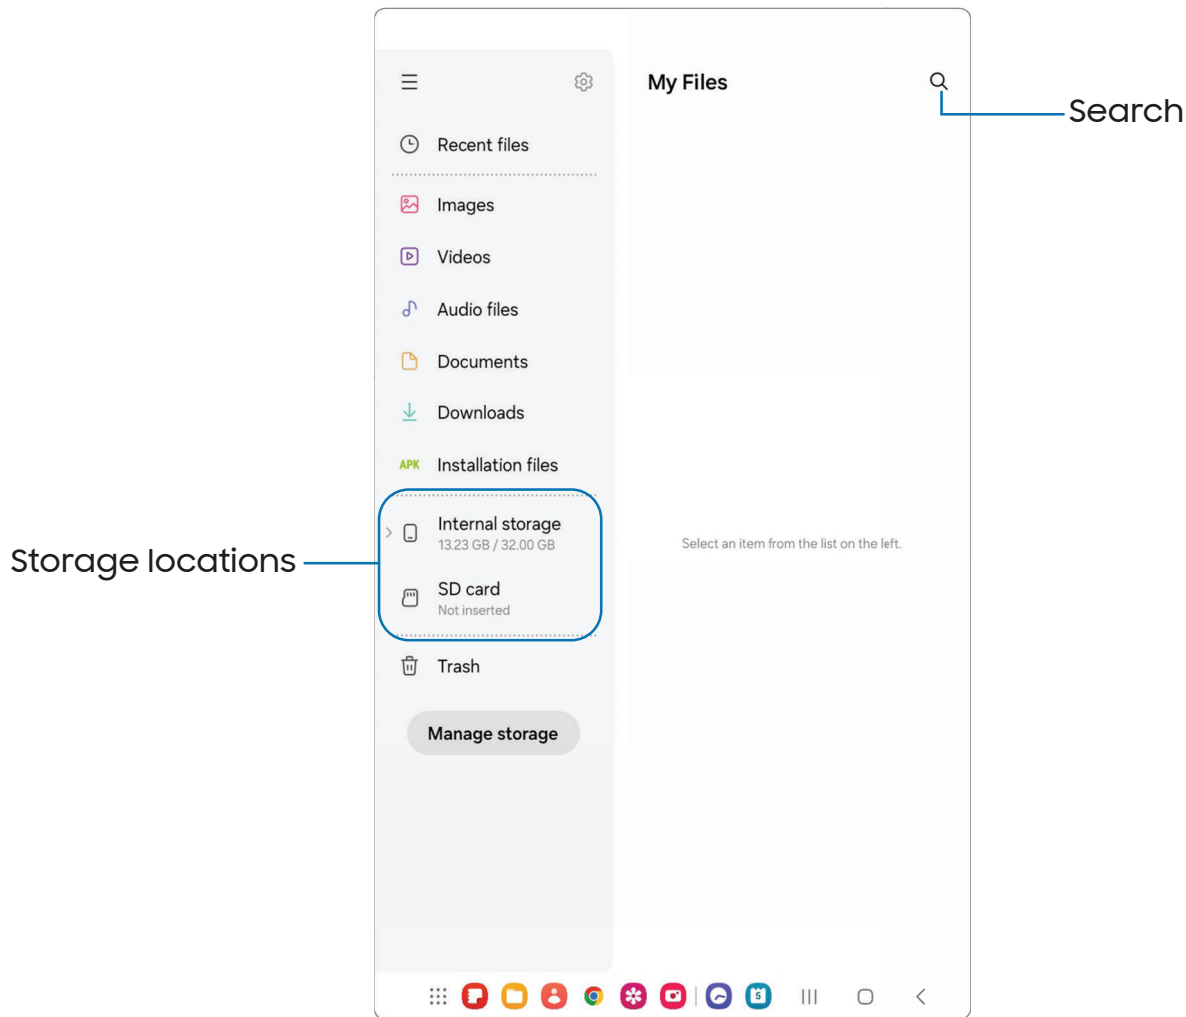 My Files
Search
Recent files
Images
Videos
Audio files
Documents
Downloads
APK Installation files
Storage locations
Internal storage
13.23 GB / 32.00 GB
SD card
Not inserted
Select an item from the list on the left.
Trash
Manage storage
S